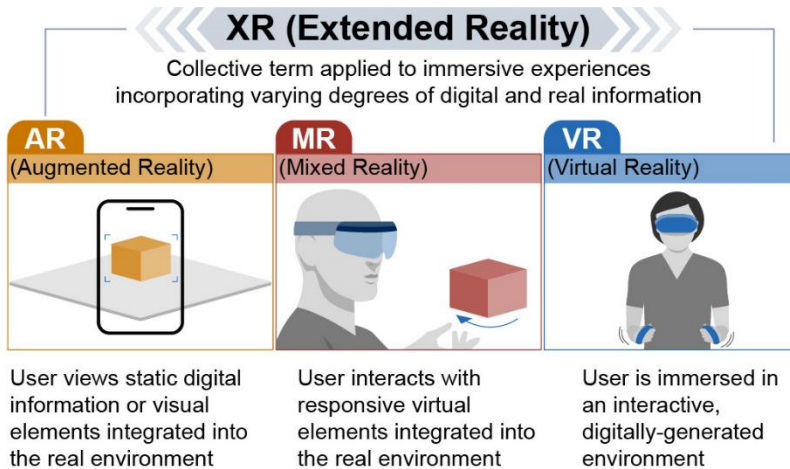 XR (Extended Reality)
Collective term applied to immersive experiences
incorporating varying degrees of digital and real information
AR
(Augmented Reality)
MR
(Mixed Reality)
VR
(Virtual Reality)
User views static digital
information or visual
elements integrated into
the real environment
User interacts with
responsive virtual
elements integrated into
the real environment
User is immersed in
an interactive,
digitally-generated
environment